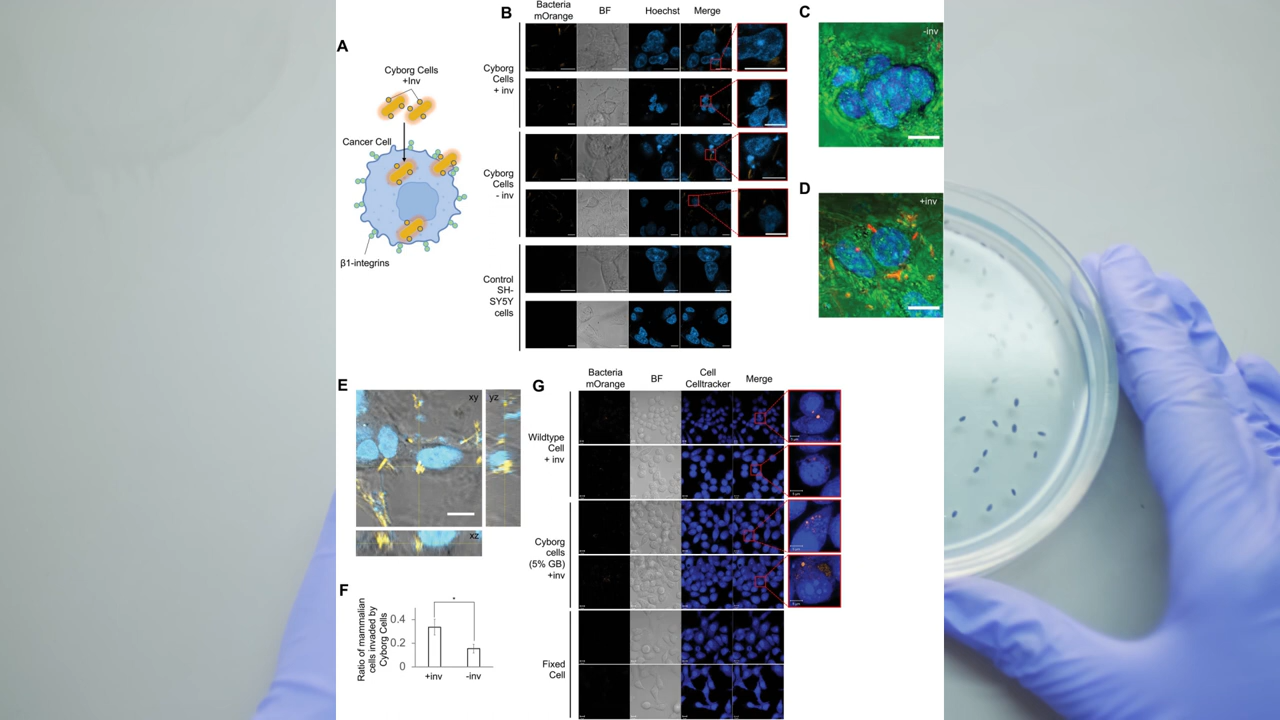 A
Cyborg Cells
+Inv
Cancer Cell
β1-integrins
B
Bacteria
mOrange
BF
Hoechst
Merge
Cyborg
Cells
+ inv
Cyborg
Cells
- inv
Control
SH-
SY5Y
cells
C
-inv
D
+inv
E
xy
yz
xz
F
Ratio of mammalian
cells invaded by
Cyborg Cells
0.4
0.2
0
*
+inv
-inv
G
Bacteria
mOrange
BF
Cell
Celltracker
Merge
Wildtype
Cell
+ inv
Cyborg
cells
(5% GB)
+inv
Fixed
Cell